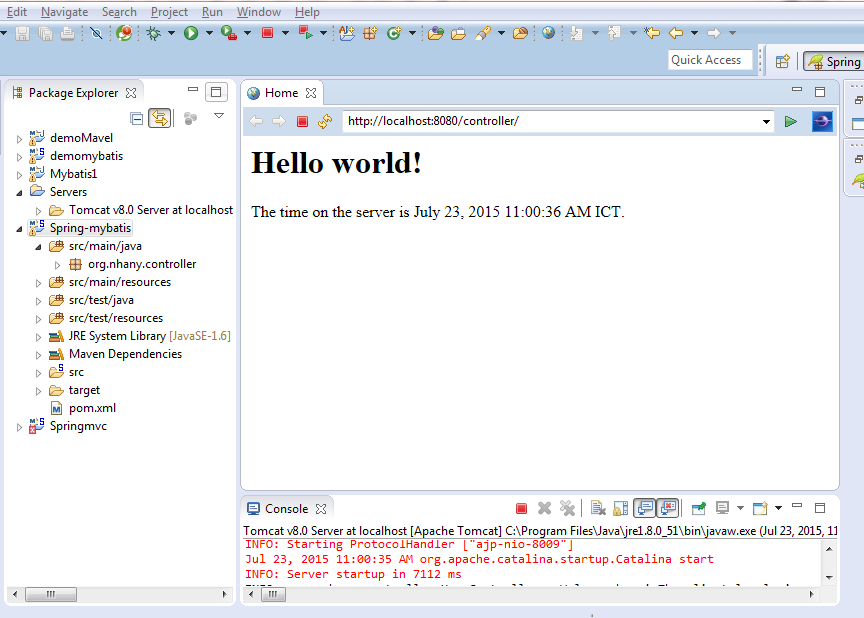 Edit Navigate Search Project Run Window Help
Quick Access
Spring
Package Explorer
demoMavel
demomybatis
Mybatis1
Servers
Tomcat v8.0 Server at localhost
Spring-mybatis
src/main/java
org.nhany.controller
src/main/resources
src/test/java
src/test/resources
JRE System Library [JavaSE-1.6]
Maven Dependencies
src
target
pom.xml
Springmvc
Home
http://localhost:8080/controller/
Hello world!
The time on the server is July 23, 2015 11:00:36 AM ICT.
Console
Tomcat v8.0 Server at localhost [Apache Tomcat] C:\Program Files\Java\jre1.8.0_51\bin\javaw.exe (Jul 23, 2015, 11
INFO: Starting ProtocolHandler ["ajp-nio-8009"]
Jul 23, 2015 11:00:35 AM org.apache.catalina.startup.Catalina start
INFO: Server startup in 7112 ms